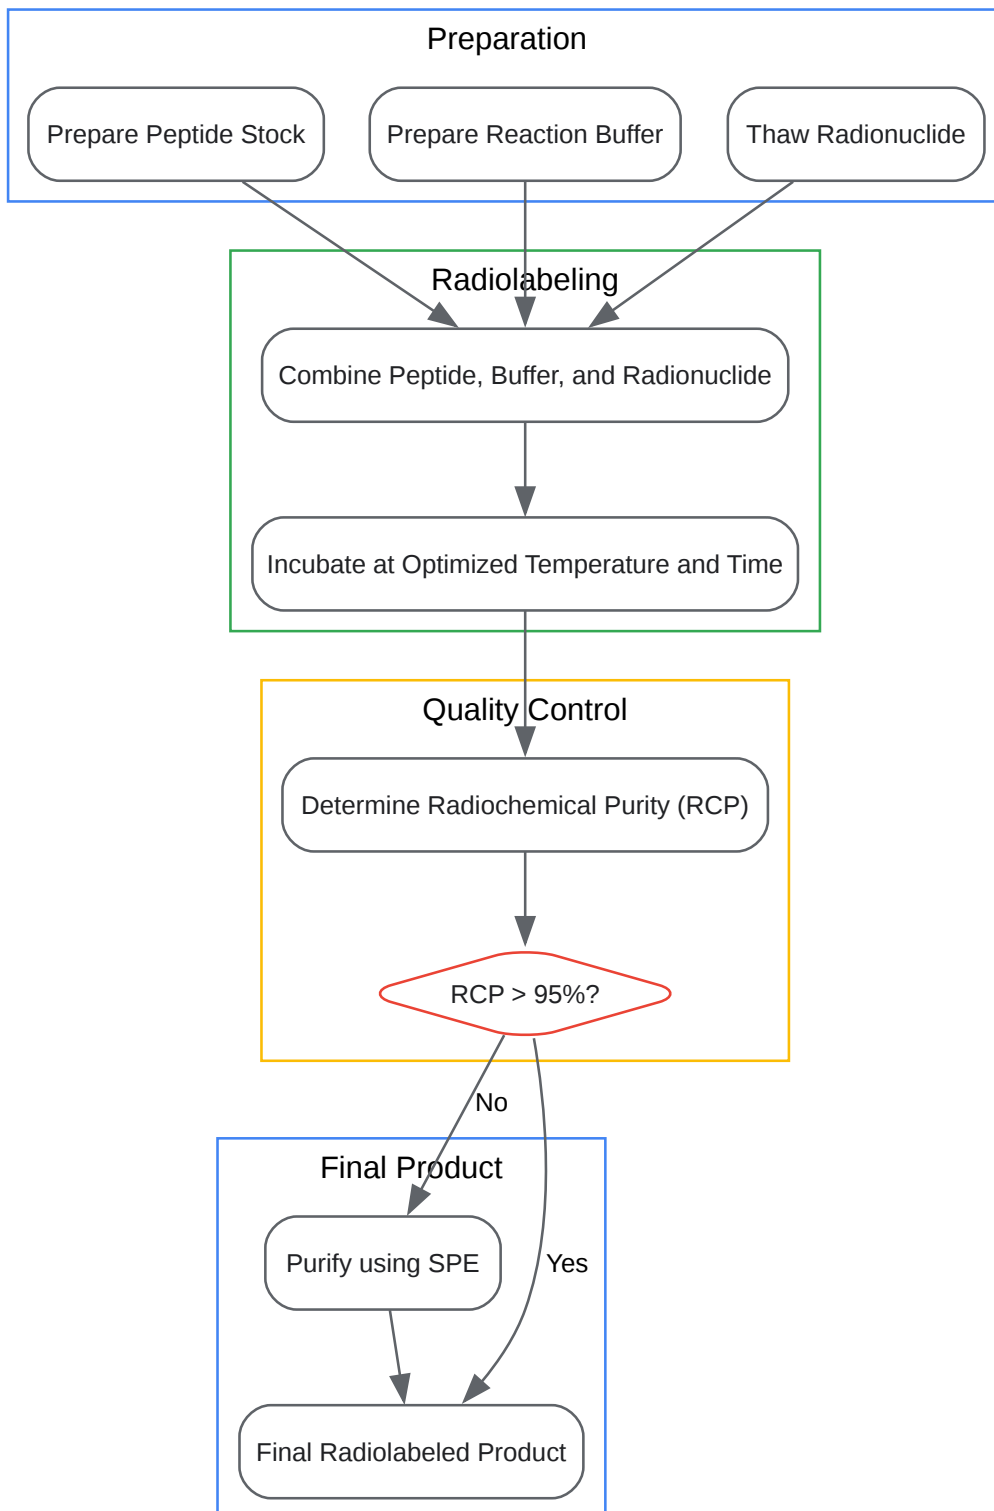 Preparation
Prepare Peptide Stock
Prepare Reaction Buffer
Thaw Radionuclide
Radiolabeling
Combine Peptide, Buffer, and Radionuclide
Incubate at Optimized Temperature and Time
Quality Control
Determine Radiochemical Purity (RCP)
RCP > 95%?
No
Final Product
Purify using SPE
Yes
Final Radiolabeled Product